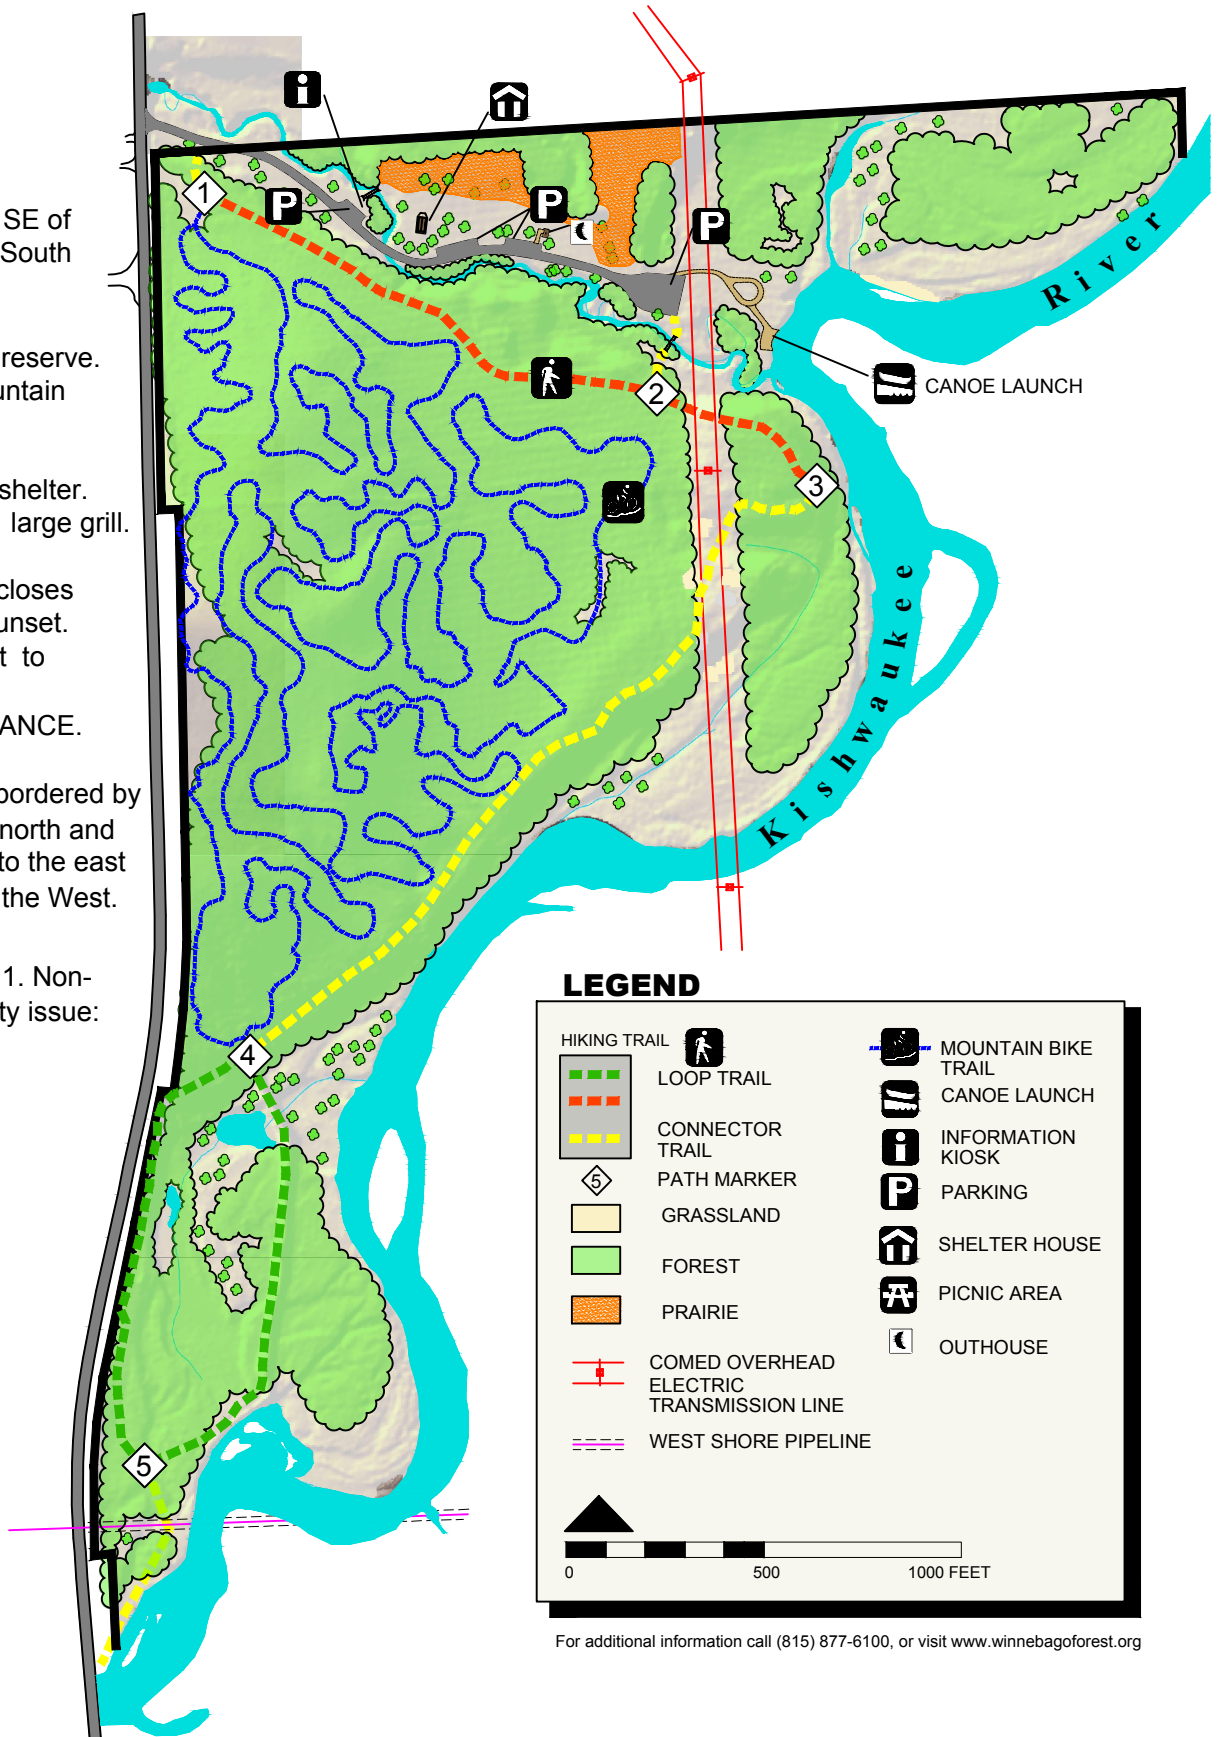 SE of
South
reserve.
untain
shelter.
large grill.
closes
unset.
t to
ANCE.
bordered by
north and
to the east
the West.
1. Non-
ty issue:
i
P
P
P
1
2
3
4
5
River
Kishwaukee
CANOE LAUNCH
LEGEND
HIKING TRAIL
LOOP TRAIL
CONNECTOR
TRAIL
5
PATH MARKER
GRASSLAND
FOREST
PRAIRIE
COMED OVERHEAD
ELECTRIC
TRANSMISSION LINE
WEST SHORE PIPELINE
MOUNTAIN BIKE
TRAIL
CANOE LAUNCH
i
INFORMATION
KIOSK
P
PARKING
SHELTER HOUSE
PICNIC AREA
OUTHOUSE
0 500 1000 FEET
For additional information call (815) 877-6100, or visit www.winnebagoforest.org